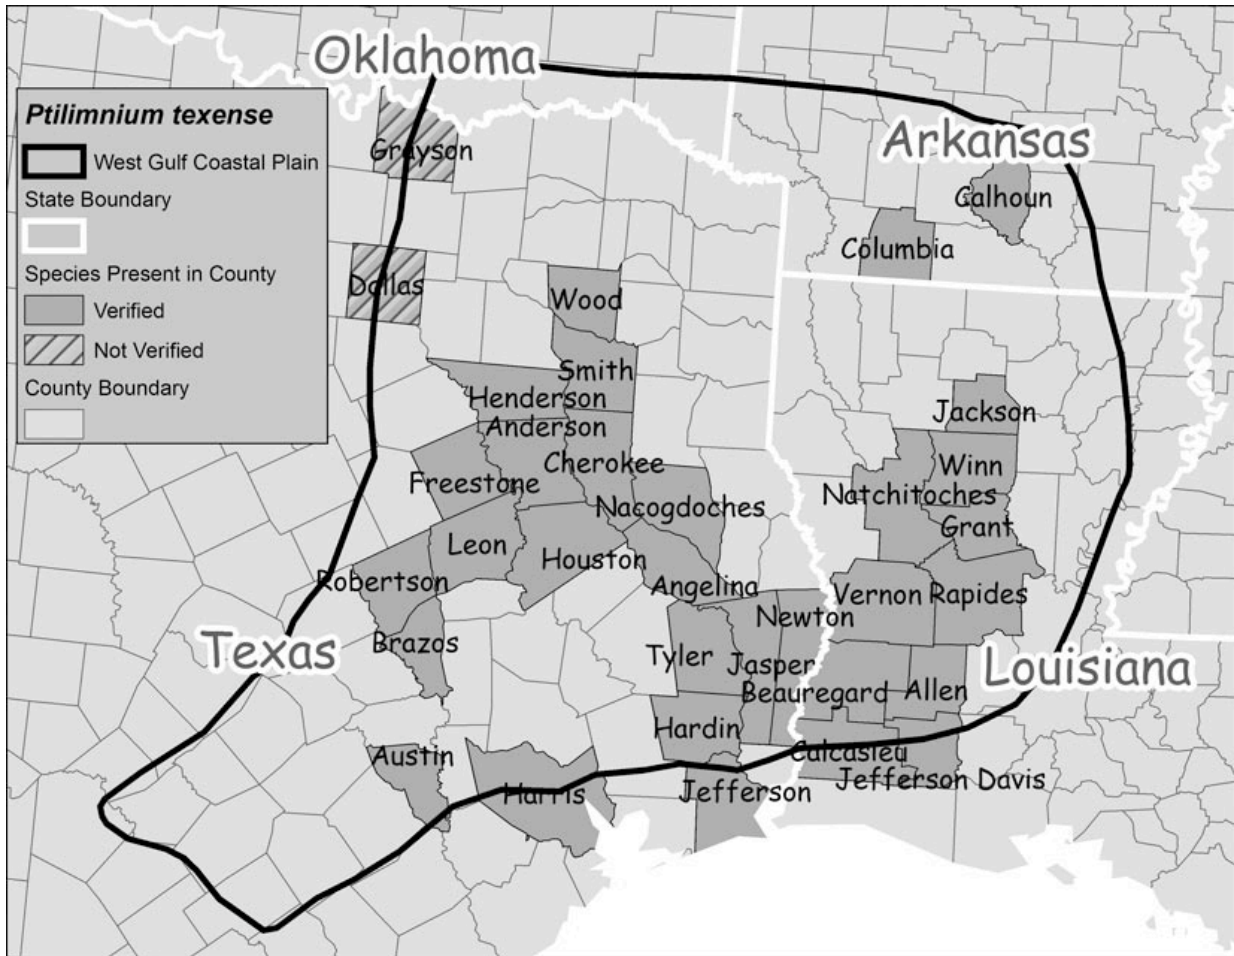 Oklahoma
Ptilimnium texense
West Gulf Coastal Plain
State Boundary
Species Present in County
Verified
Not Verified
County Boundary
Grayson
Arkansas
Calhoun
Columbia
Dallas
Wood
Smith
Henderson
Anderson
Cherokee
Freestone
Nacogdoches
Jackson
Winn
Natchitoches
Grant
Leon
Houston
Robertson
Angelina
Vernon
Rapides
Newton
Brazos
Texas
Tyler
Jasper
Beauregard
Allen
Louisiana
Hardin
Austin
Calcasieu
Harris
Jefferson
Jefferson Davis